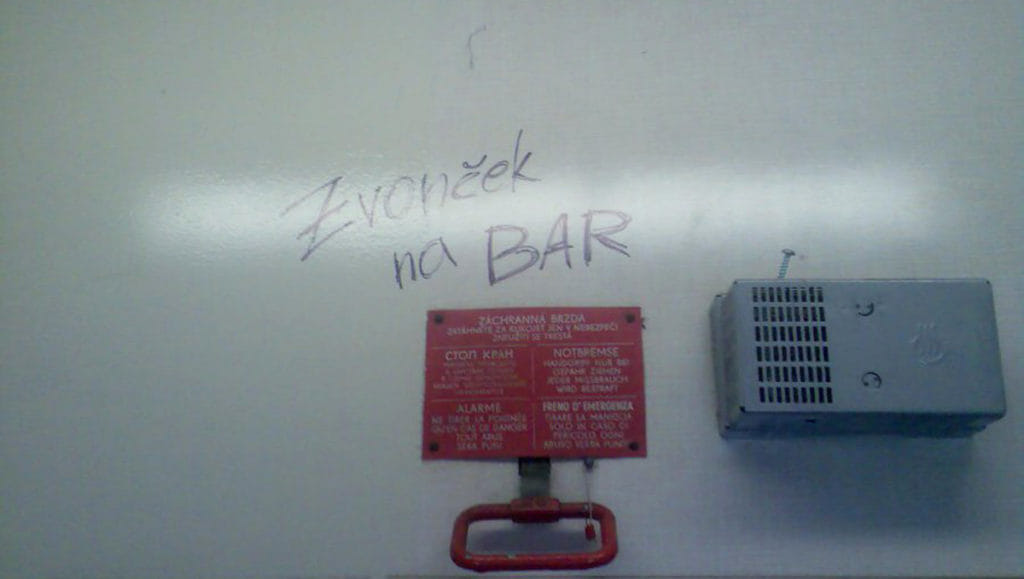 Zvonček
na BAR
ZÁCHRANNÁ BRZDA
ZATÁHNĚTE ZA RUKOJEŤ JEN V NEBEZPEČÍ
ZNEUŽITÍ SE TRESTÁ
СТОП КРАН
NOTBREMSE
HANDGRIFF NUR BEI
GEFAHR ZIEHEN
JEDER MISSBRAUCH
WIRD BESTRAFT
ALARME
NE TIRER LA POIGNÉE
QU'EN CAS DE DANGER
TOUT ABUS
SERA PUNI
FRENO D'EMERGENZA
TIRARE LA MANIGLIA
SOLO IN CASO DI
PERICOLO OGNI
ABUSO VERRA PUNITO